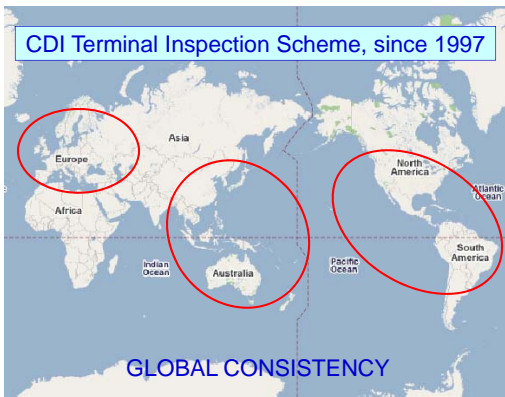 CDI Terminal Inspection Scheme, since 1997
Asia
Europe
North
America
Atlantic
Ocean
Africa
Indian
Ocean
Australia
Pacific
Ocean
South
America
GLOBAL CONSISTENCY